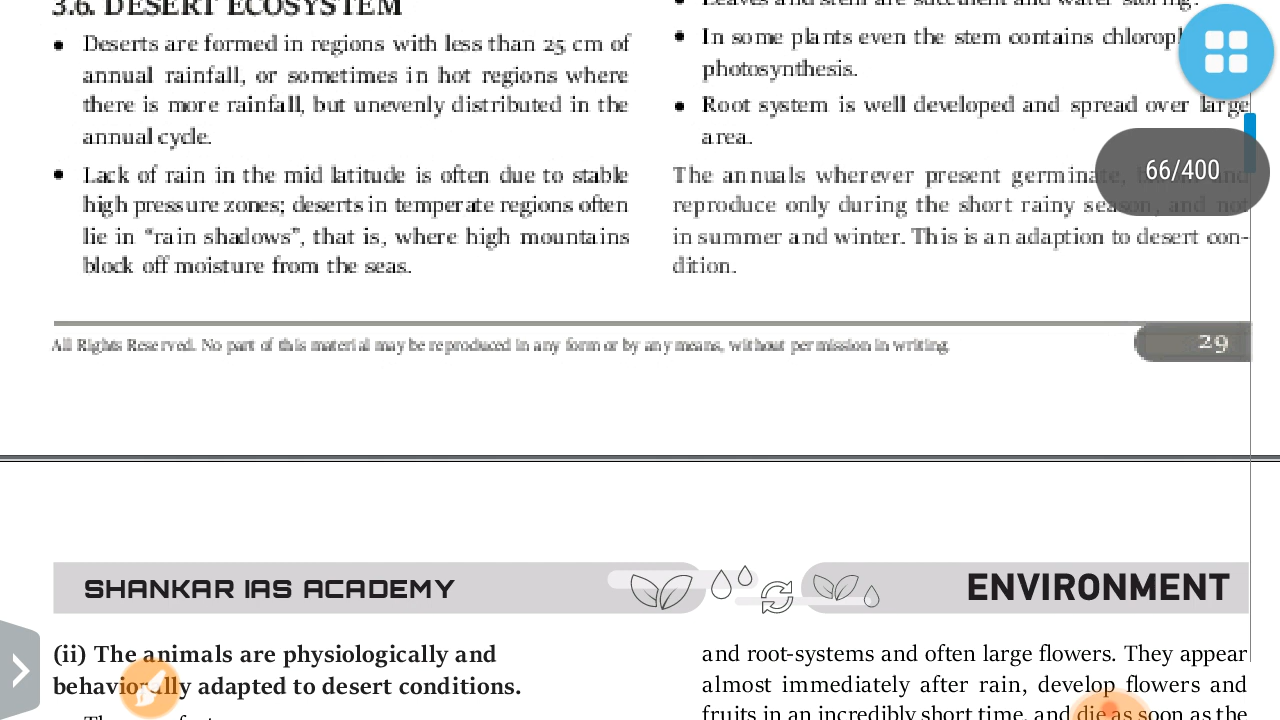 3.6. DESERT ECOSYSTEM
Deserts are formed in regions with less than 25 cm of
annual rainfall, or sometimes in hot regions where
there is more rainfall, but unevenly distributed in the
annual cycle.
Lack of rain in the mid latitude is often due to stable
high pressure zones; deserts in temperate regions often
lie in “rain shadows”, that is, where high mountains
block off moisture from the seas.
Leaves and stem are succulent and water storing.
In some plants even the stem contains
photosynthesis.
Root system is well developed and spread over large
area.
The annuals wherever present germinate, and
reproduce only during the short rainy season, and not
in summer and winter. This is an adaption to desert con-
dition.
66/400
All Rights Reserved. No part of this material may be reproduced in any form or by any means, without permission in writing.
29
SHANKAR IAS ACADEMY
ENVIRONMENT
(ii) The animals are physiologically and
behaviorally adapted to desert conditions.
and root-systems and often large flowers. They appear
almost immediately after rain, develop flowers and
fruits in an incredibly short time, and die as soon as the